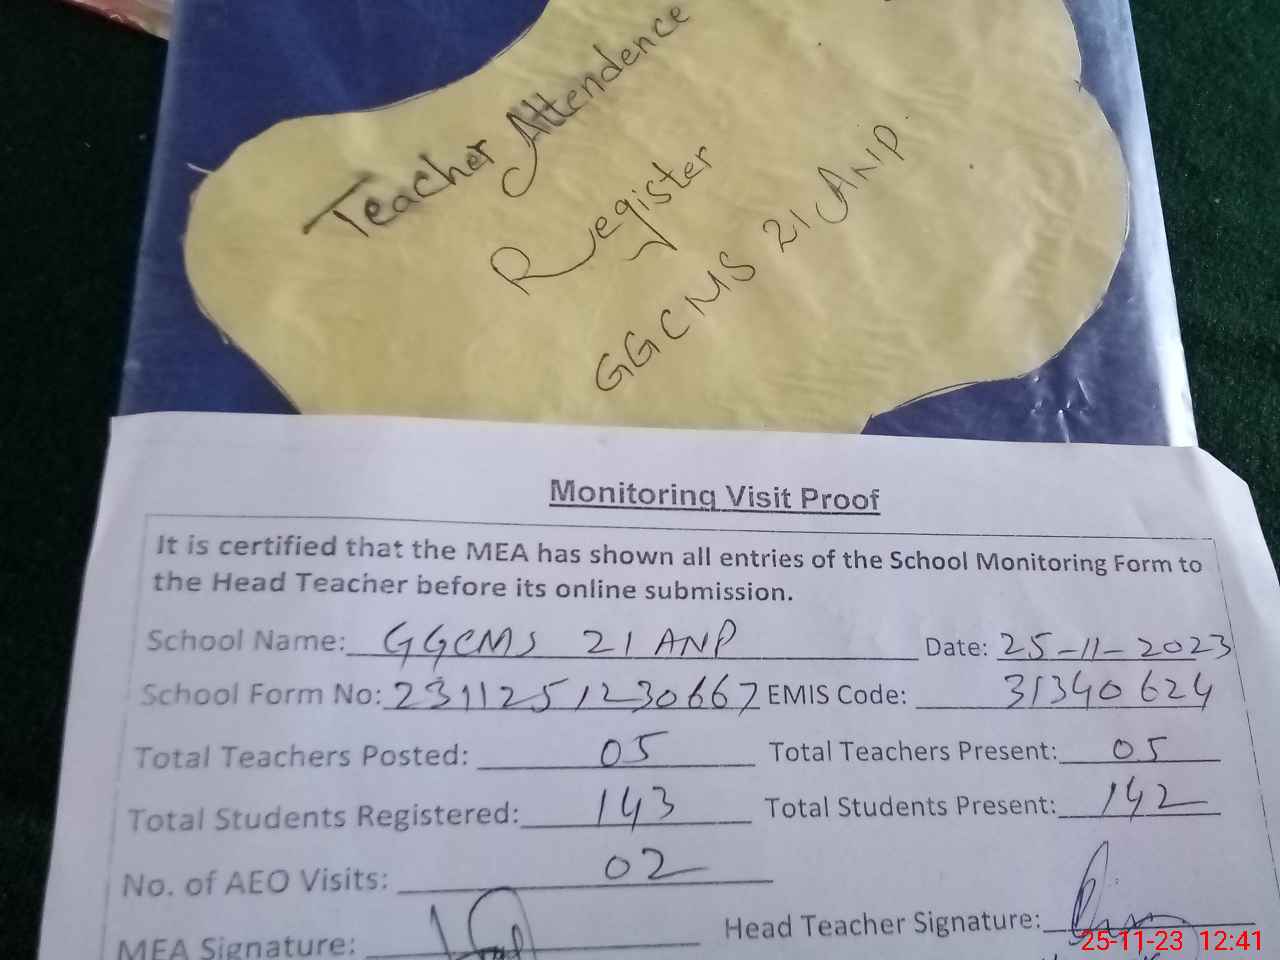 Teacher Attendence
Register
GGCMS 21 ANP
Monitoring Visit Proof
It is certified that the MEA has shown all entries of the School Monitoring Form to
the Head Teacher before its online submission.
School Name: GGCMS 21 ANP Date: 25-11-2023
School Form No: 2311251230667 EMIS Code: 31340624
Total Teachers Posted: 05 Total Teachers Present: 05
Total Students Registered: 143 Total Students Present: 142
No. of AEO Visits: 02
MEA Signature: Head Teacher Signature:
25-11-23 12:41